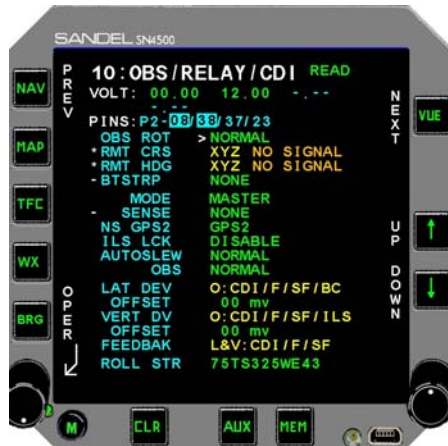 SANDEL SN4500
10:OBS/RELAY/CDI READ
VOLT: 00.00 12.00 -.--
-.--
PINS: P2-08/38/37/23
OBS ROT >NORMAL
*RMT CRS XYZ NO SIGNAL
*RMT HDG XYZ NO SIGNAL
-BTSTRP NONE
MODE MASTER
- SENSE NONE
NS GPS2 GPS2
ILS LCK DISABLE
AUTOSLEW NORMAL
OBS NORMAL
LAT DEV O:CDI/F/SF/BC
OFFSET 00 mv
VERT DV O:CDI/F/SF/ILS
OFFSET 00 mv
FEEDBAK L&V:CDI/F/SF
ROLL STR 75TS325WE43
PREV
OPER
NEXT
UP
DOWN
NAV
MAP
TFC
WX
BRG
VUE
M
CLR
AUX
MEM